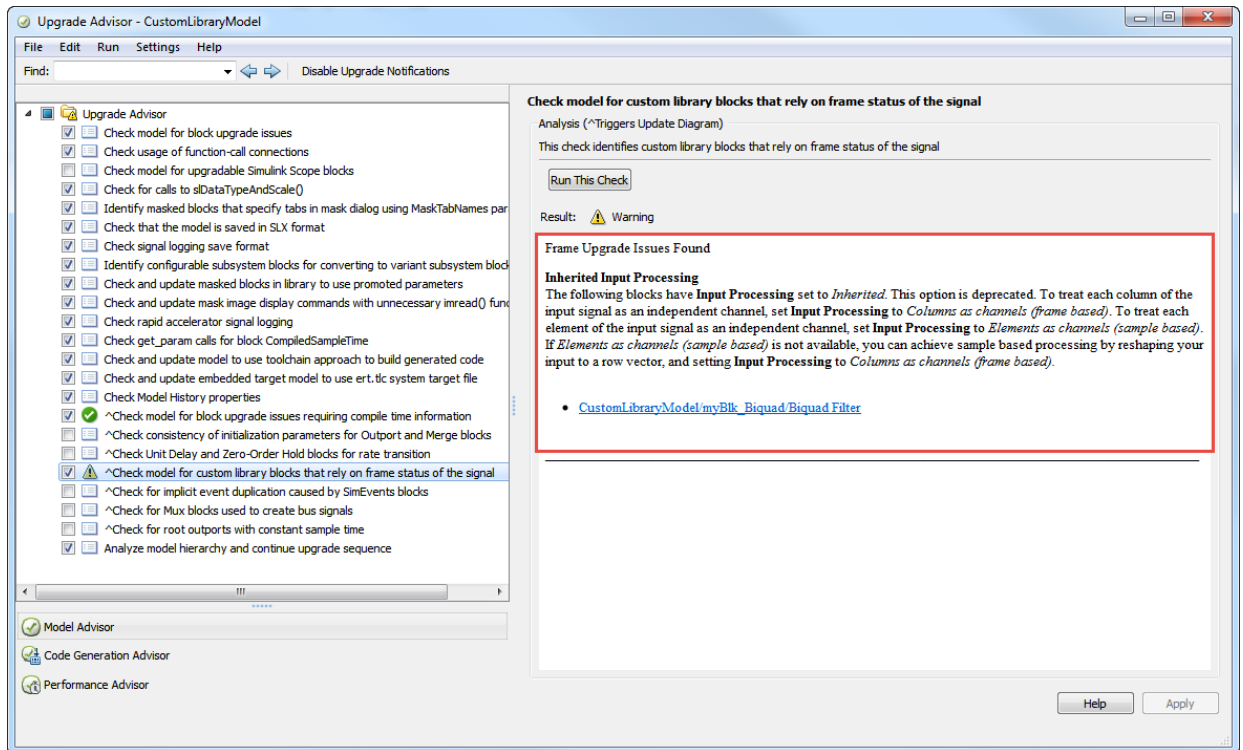 Upgrade Advisor - CustomLibraryModel
File Edit Run Settings Help
Find: Disable Upgrade Notifications
Upgrade Advisor
Check model for block upgrade issues
Check usage of function-call connections
Check model for upgradable Simulink Scope blocks
Check for calls to slDataTypeAndScale()
Identify masked blocks that specify tabs in mask dialog using MaskTabNames par
Check that the model is saved in SLX format
Check signal logging save format
Identify configurable subsystem blocks for converting to variant subsystem block
Check and update masked blocks in library to use promoted parameters
Check and update mask image display commands with unnecessary imread() func
Check rapid accelerator signal logging
Check get_param calls for block CompiledSampleTime
Check and update model to use toolchain approach to build generated code
Check and update embedded target model to use ert.tlc system target file
Check Model History properties
^Check model for block upgrade issues requiring compile time information
^Check consistency of initialization parameters for Outport and Merge blocks
^Check Unit Delay and Zero-Order Hold blocks for rate transition
^Check model for custom library blocks that rely on frame status of the signal
^Check for implicit event duplication caused by SimEvents blocks
^Check for Mux blocks used to create bus signals
^Check for root outports with constant sample time
Analyze model hierarchy and continue upgrade sequence
Model Advisor
Code Generation Advisor
Performance Advisor
Check model for custom library blocks that rely on frame status of the signal
Analysis (^Triggers Update Diagram)
This check identifies custom library blocks that rely on frame status of the signal
Run This Check
Result: Warning
Frame Upgrade Issues Found
Inherited Input Processing
The following blocks have Input Processing set to Inherited. This option is deprecated. To treat each column of the
input signal as an independent channel, set Input Processing to Columns as channels (frame based). To treat each
element of the input signal as an independent channel, set Input Processing to Elements as channels (sample based).
If Elements as channels (sample based) is not available, you can achieve sample based processing by reshaping your
input to a row vector, and setting Input Processing to Columns as channels (frame based).
• CustomLibraryModel/myBlk_Biquad/Biquad Filter
Help Apply